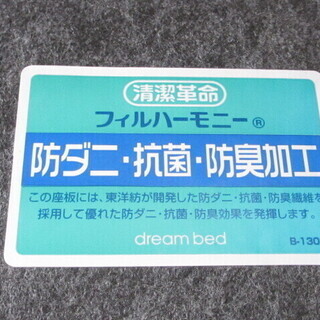 清潔革命
フィルハーモニー®
防ダニ・抗菌・防臭加工
この座板には、東洋紡が開発した防ダニ・抗菌・防臭繊維を
採用して優れた防ダニ・抗菌・防臭効果を発揮します。
dream bed
B-130